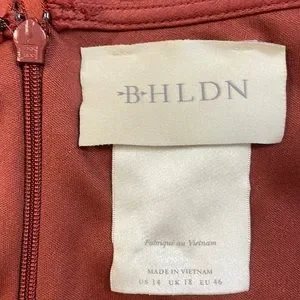 BHLDN
Fabriqué au Vietnam
MADE IN VIETNAM
US 14 UK 18 EU 46